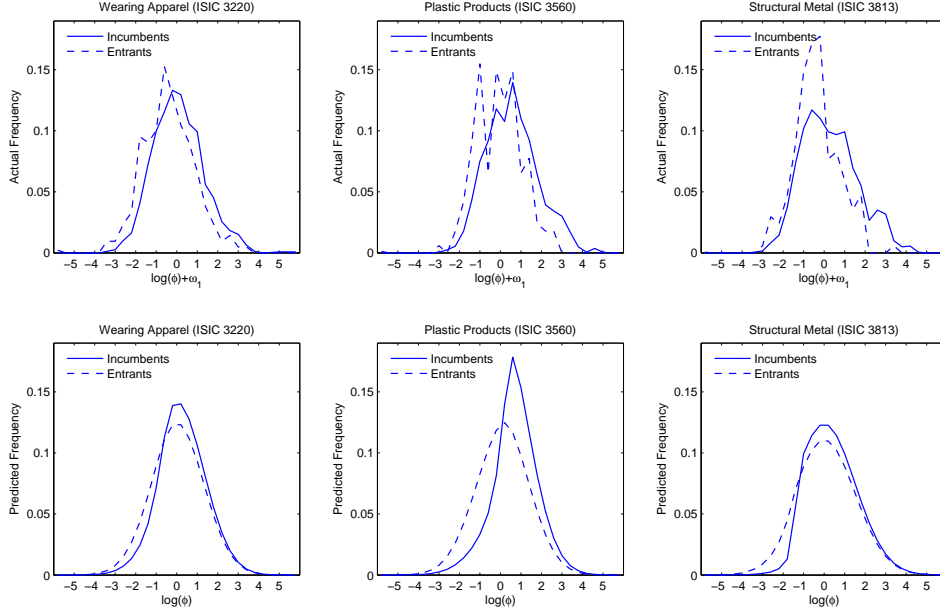 Wearing Apparel (ISIC 3220)
Incumbents
Entrants
Actual Frequency
0.15
0.1
0.05
0
−5 −4 −3 −2 −1 0 1 2 3 4 5
log(ϕ)+ω1
Plastic Products (ISIC 3560)
Incumbents
Entrants
Actual Frequency
0.15
0.1
0.05
0
−5 −4 −3 −2 −1 0 1 2 3 4 5
log(ϕ)+ω1
Structural Metal (ISIC 3813)
Incumbents
Entrants
Actual Frequency
0.15
0.1
0.05
0
−5 −4 −3 −2 −1 0 1 2 3 4 5
log(ϕ)+ω1
Wearing Apparel (ISIC 3220)
Incumbents
Entrants
Predicted Frequency
0.15
0.1
0.05
0
−5 −4 −3 −2 −1 0 1 2 3 4 5
log(ϕ)
Plastic Products (ISIC 3560)
Incumbents
Entrants
Predicted Frequency
0.15
0.1
0.05
0
−5 −4 −3 −2 −1 0 1 2 3 4 5
log(ϕ)
Structural Metal (ISIC 3813)
Incumbents
Entrants
Predicted Frequency
0.15
0.1
0.05
0
−5 −4 −3 −2 −1 0 1 2 3 4 5
log(ϕ)